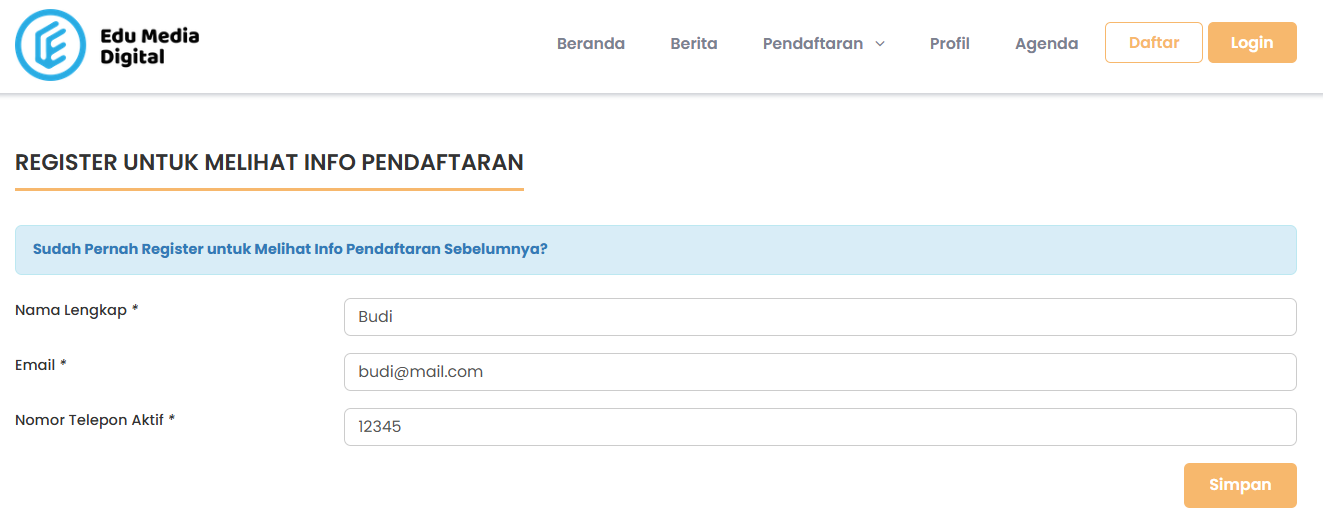 Edu Media
Digital
Beranda Berita Pendaftaran Profil Agenda Daftar Login
REGISTER UNTUK MELIHAT INFO PENDAFTARAN
Sudah Pernah Register untuk Melihat Info Pendaftaran Sebelumnya?
Nama Lengkap * Budi
Email * budi@mail.com
Nomor Telepon Aktif * 12345
Simpan